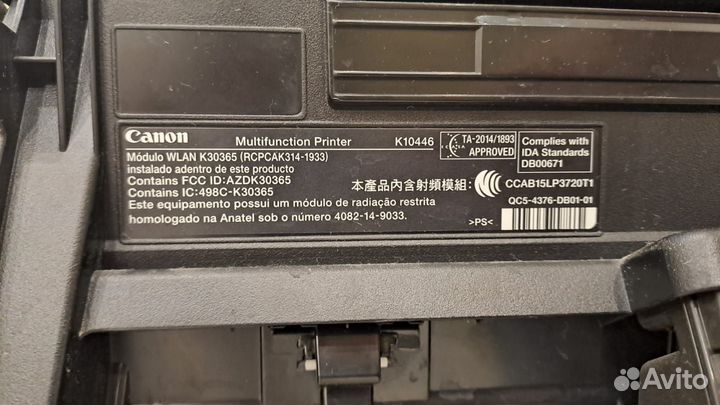 Canon Multifunction Printer K10446
Módulo WLAN K30365 (RCPCAK314-1933)
instalado adentro de este producto
Contains FCC ID:AZDK30365
Contains IC:498C-K30365
Este equipamento possui um módulo de radiação restrita
homologado na Anatel sob o número 4082-14-9033.
TA-2014/1893
APPROVED
Complies with
IDA Standards
DB00671
本產品內含射頻模組:
CCAB15LP3720T1
QC5-4376-DB01-01
>PS<
Avito